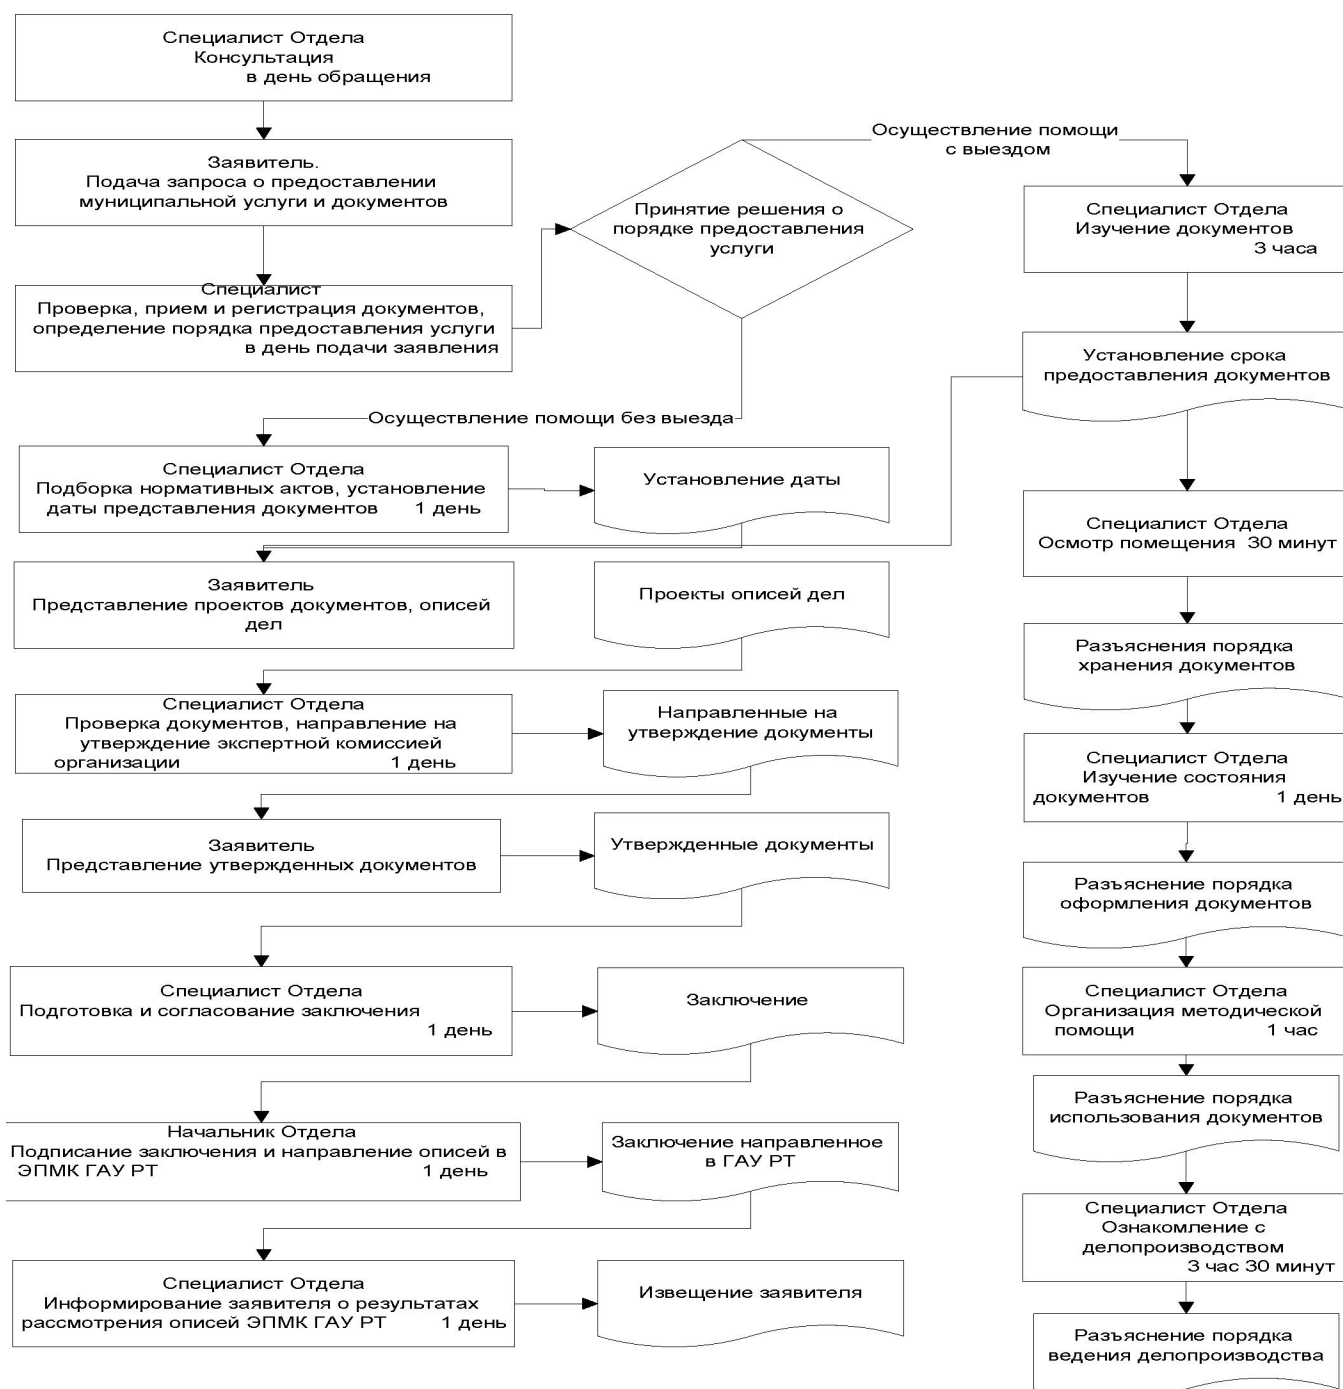 Специалист Отдела
Консультация
в день обращения
Заявитель.
Подача запроса о предоставлении
муниципальной услуги и документов
Специалист
Проверка, прием и регистрация документов,
определение порядка предоставления услуги
в день подачи заявления
Принятие решения о
порядке предоставления
услуги
Осуществление помощи
с выездом
Осуществление помощи без выезда
Специалист Отдела
Подборка нормативных актов, установление
даты представления документов 1 день
Установление даты
Заявитель
Представление проектов документов, описей
дел
Проекты описей дел
Специалист Отдела
Проверка документов, направление на
утверждение экспертной комиссией
организации 1 день
Направленные на
утверждение документы
Заявитель
Представление утвержденных документов
Утвержденные документы
Специалист Отдела
Подготовка и согласование заключения
1 день
Заключение
Начальник Отдела
Подписание заключения и направление описей в
ЭПМК ГАУ РТ 1 день
Заключение направленное
в ГАУ РТ
Специалист Отдела
Информирование заявителя о результатах
рассмотрения описей ЭПМК ГАУ РТ 1 день
Извещение заявителя
Специалист Отдела
Изучение документов
3 часа
Установление срока
предоставления документов
Специалист Отдела
Осмотр помещения 30 минут
Разъяснения порядка
хранения документов
Специалист Отдела
Изучение состояния
документов 1 день
Разъяснение порядка
оформления документов
Специалист Отдела
Организация методической
помощи 1 час
Разъяснение порядка
использования документов
Специалист Отдела
Ознакомление с
делопроизводством
3 час 30 минут
Разъяснение порядка
ведения делопроизводства